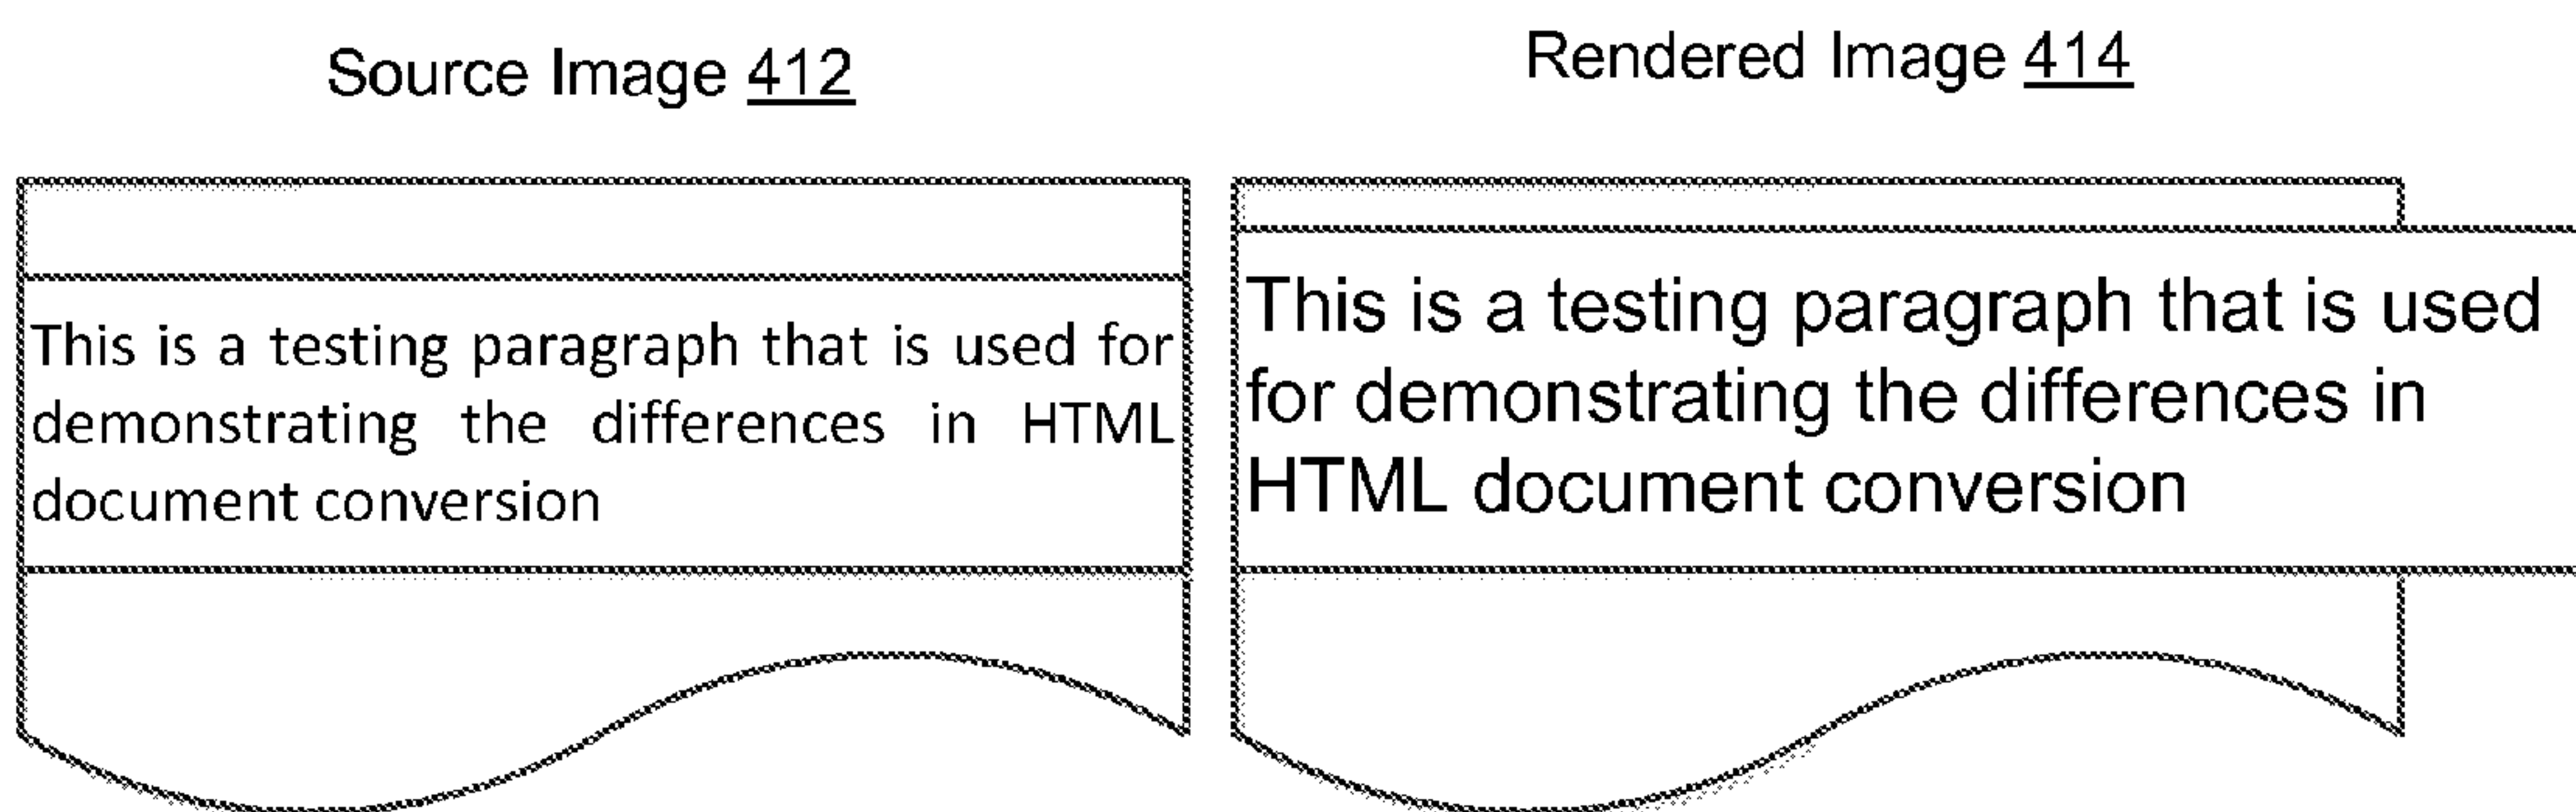 Source Image 412
This is a testing paragraph that is used for
demonstrating the differences in HTML
document conversion
Rendered Image 414
This is a testing paragraph that is used
for demonstrating the differences in
HTML document conversion